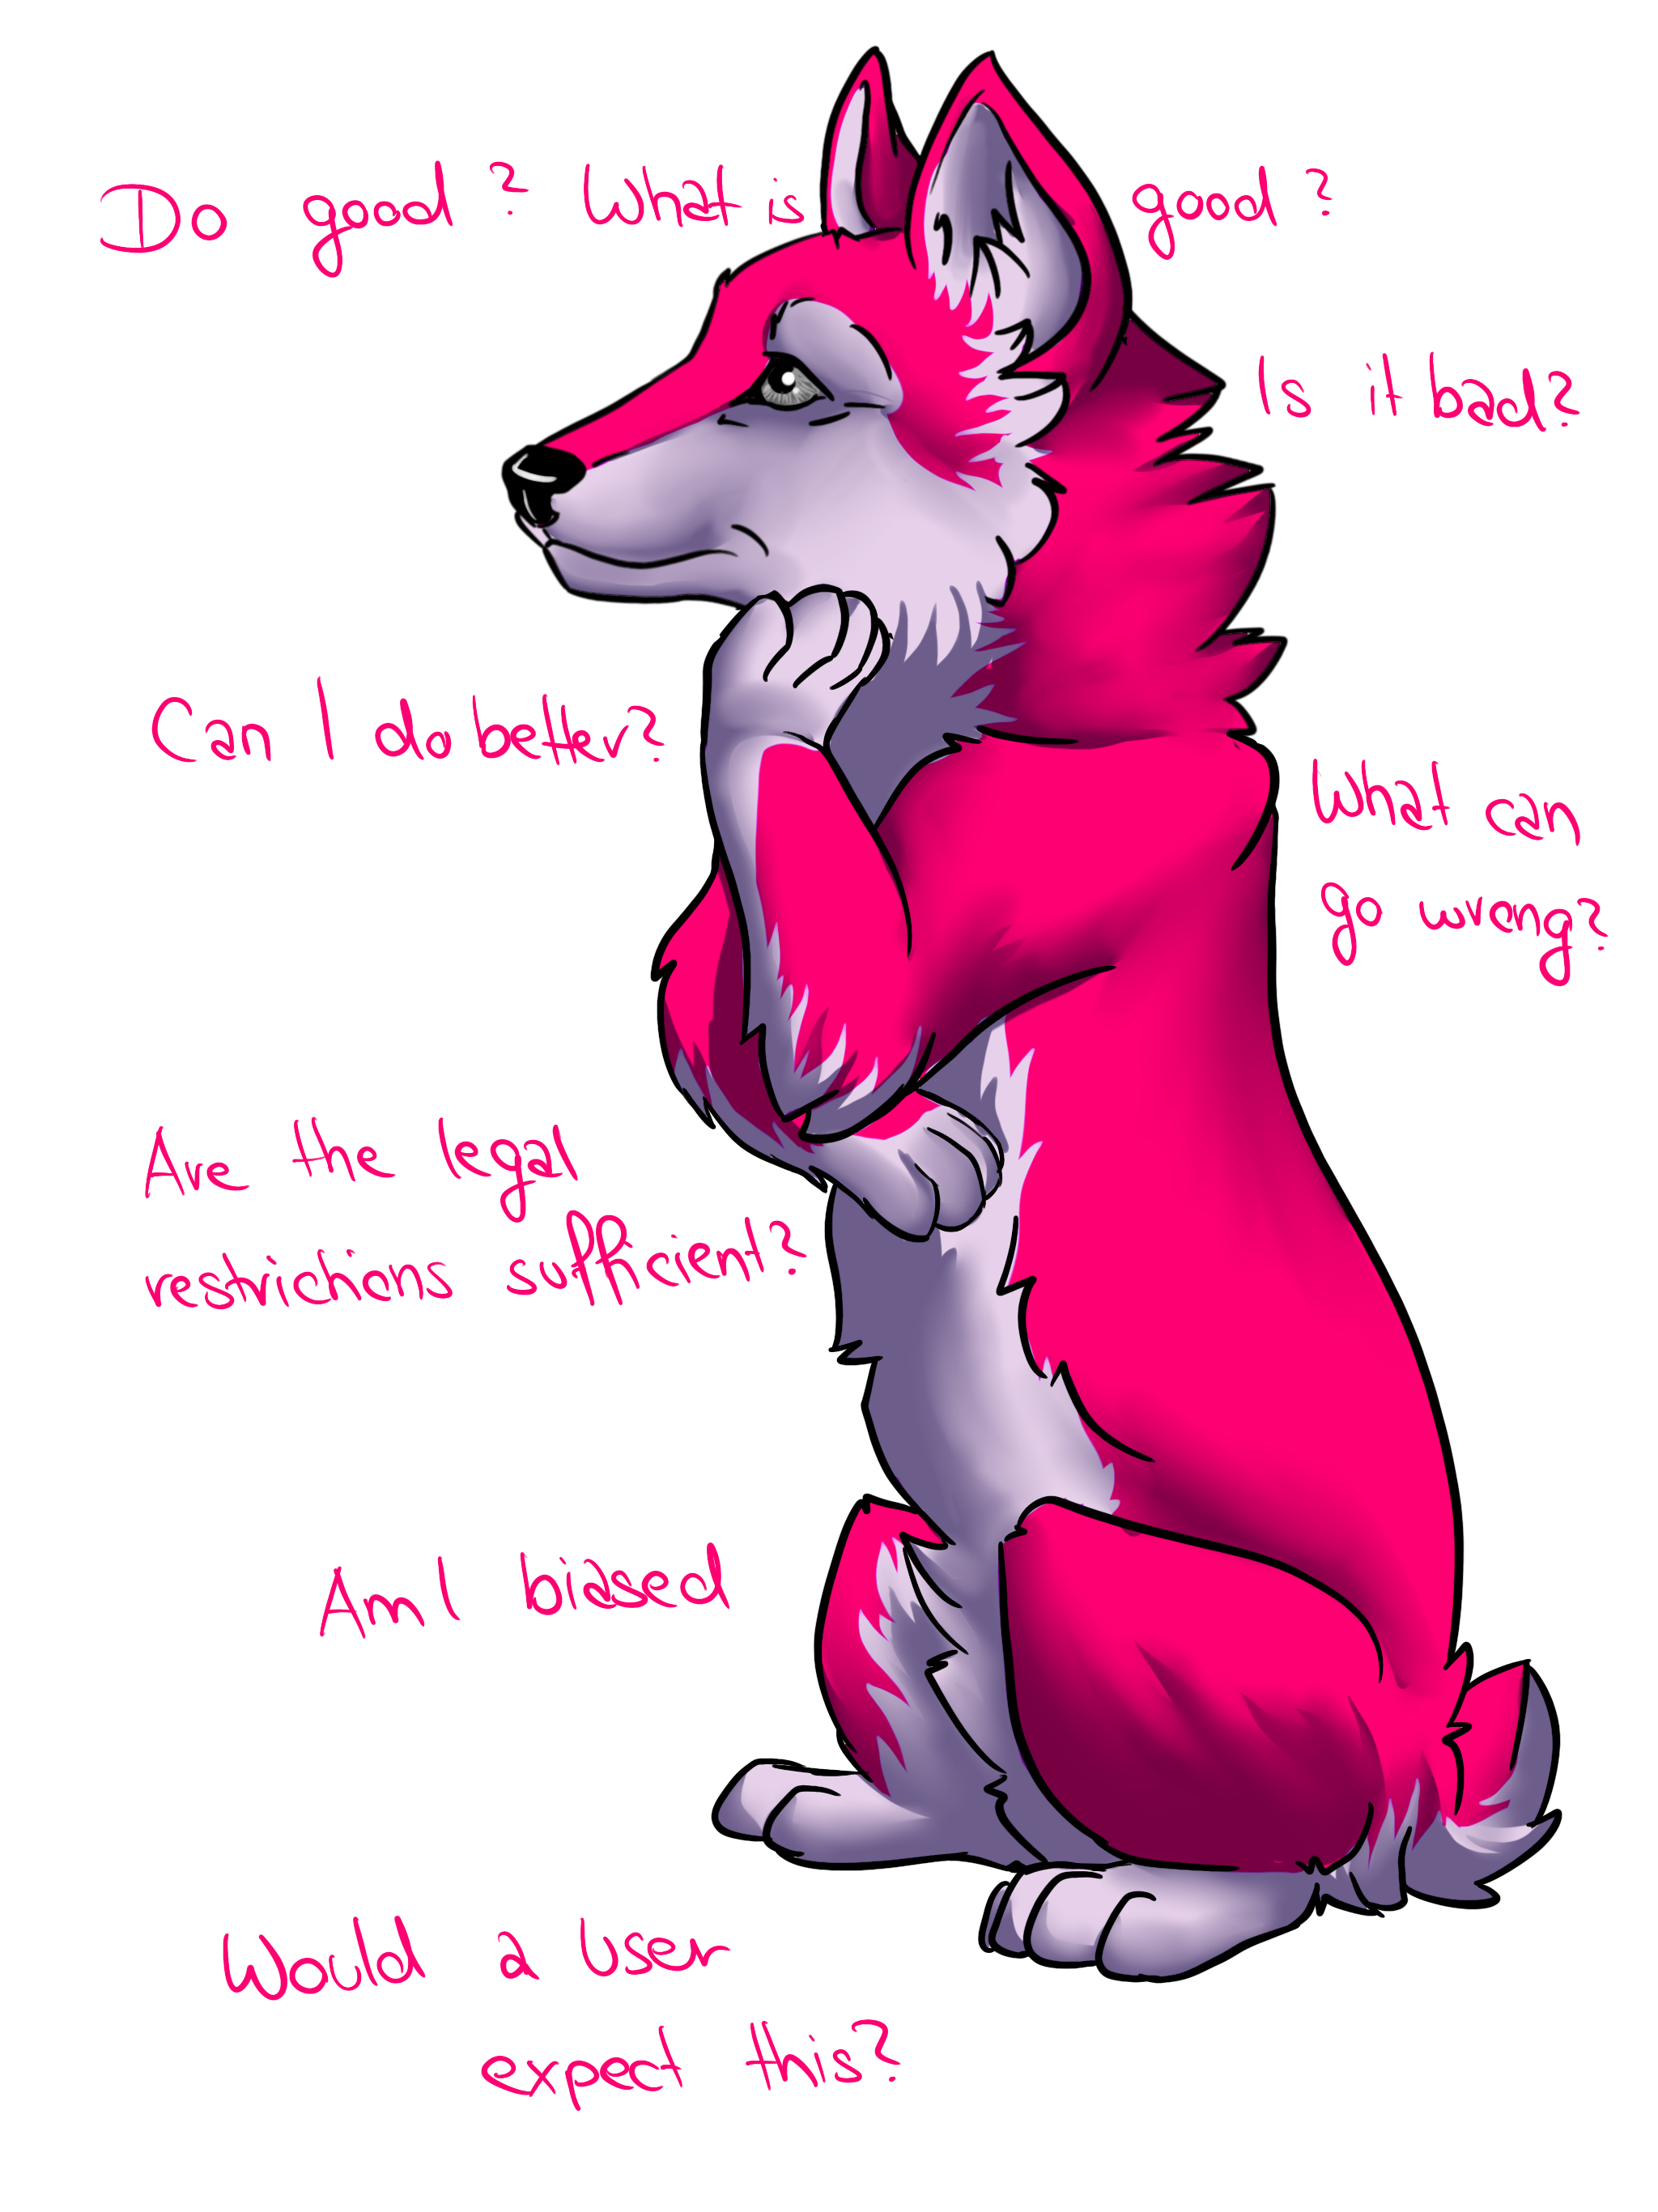 Do good? What is good?
Is it bad?
Can I do better?
What can
go wrong?
Are the legal
restrictions sufficient?
Am I biased
Would a user
expect this?